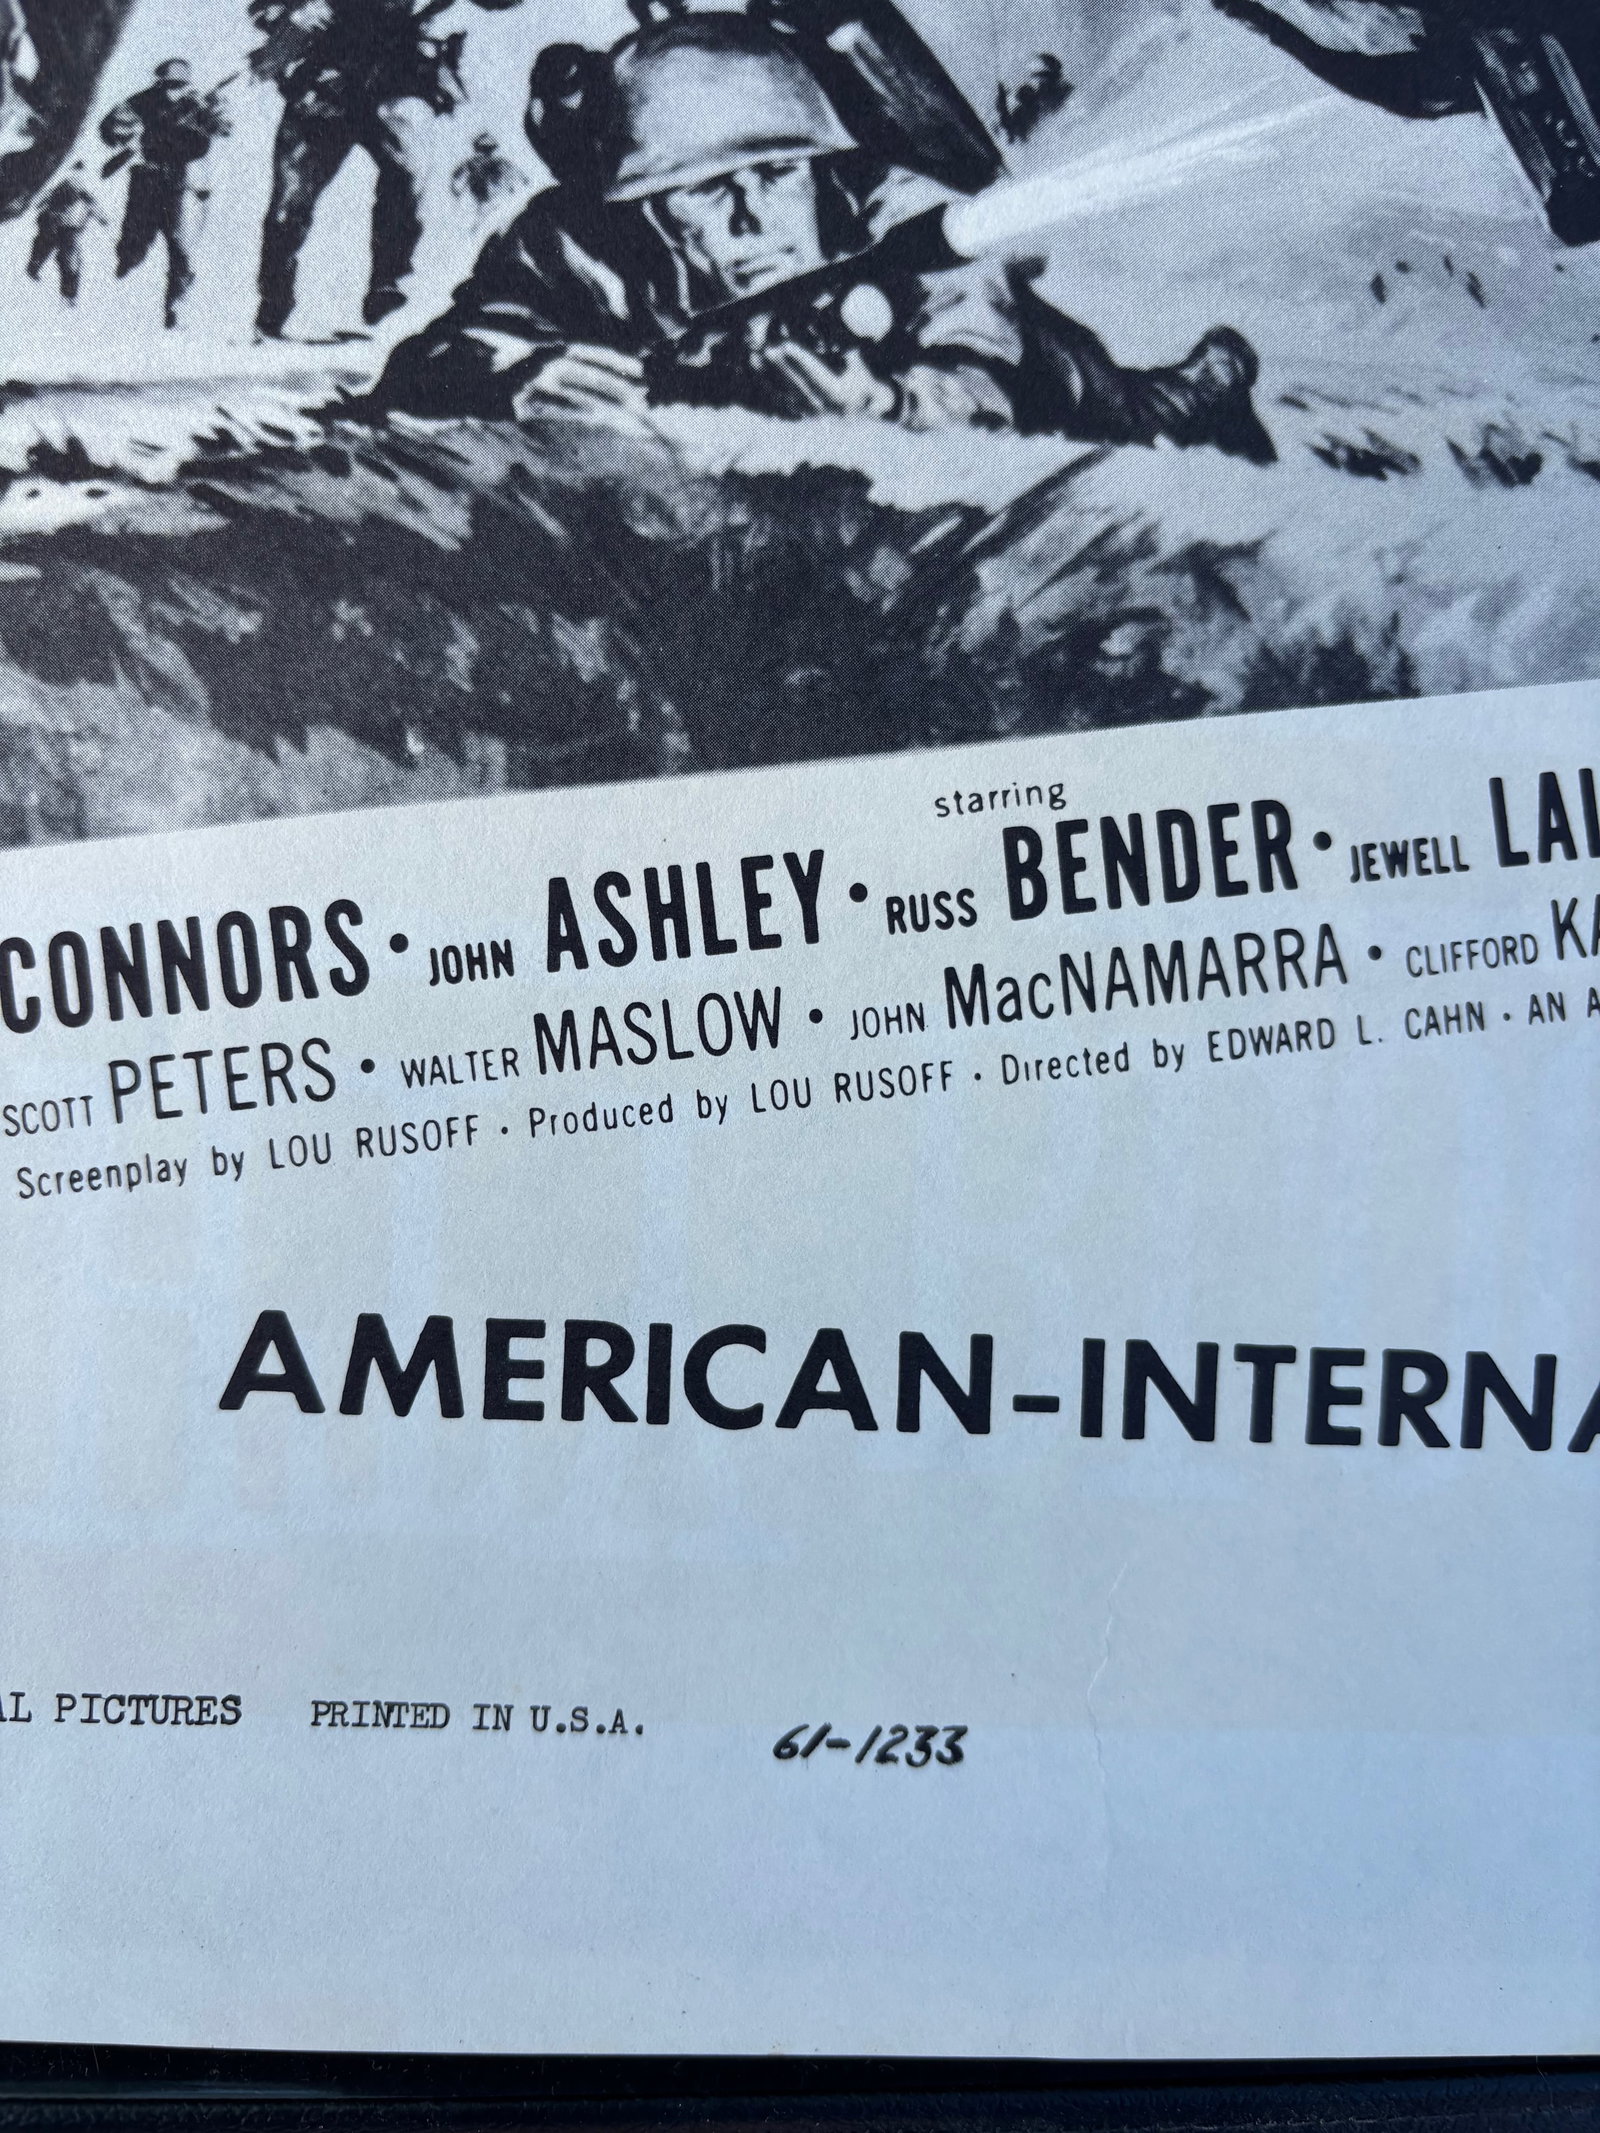 starring
CONNORS • JOHN ASHLEY • RUSS BENDER • JEWELL
SCOTT PETERS • WALTER MASLOW • JOHN MacNAMARRA • CLIFFORD
Screenplay by LOU RUSOFF • Produced by LOU RUSOFF • Directed by EDWARD L. CAHN • AN
AMERICAN-INTERNA
AL PICTURES PRINTED IN U.S.A. 61-1233